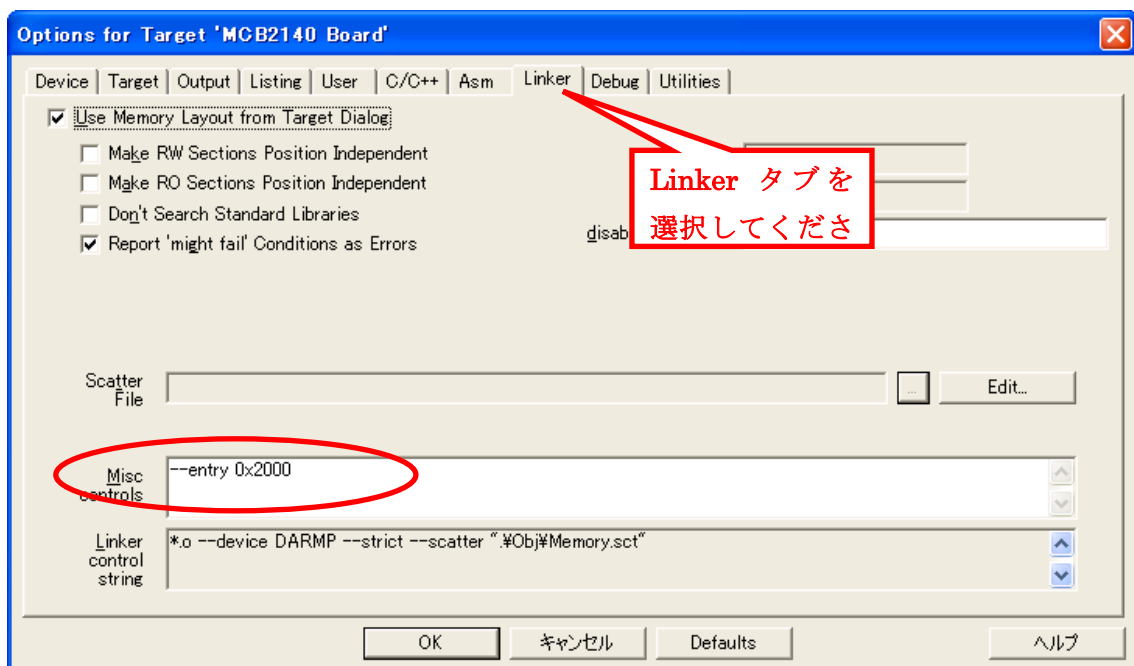 Options for Target 'MCB2140 Board'
Device Target Output Listing User C/C++ Asm Linker Debug Utilities
Use Memory Layout from Target Dialog
Make RW Sections Position Independent
Make RO Sections Position Independent
Don't Search Standard Libraries
Report 'might fail' Conditions as Errors
disab
Linker タブを
選択してくださ
Scatter
File
... Edit...
Misc
controls
--entry 0x2000
Linker
control
string
*.o --device DARMP --strict --scatter ".¥Obj¥Memory.sct"
OK キャンセル Defaults ヘルプ